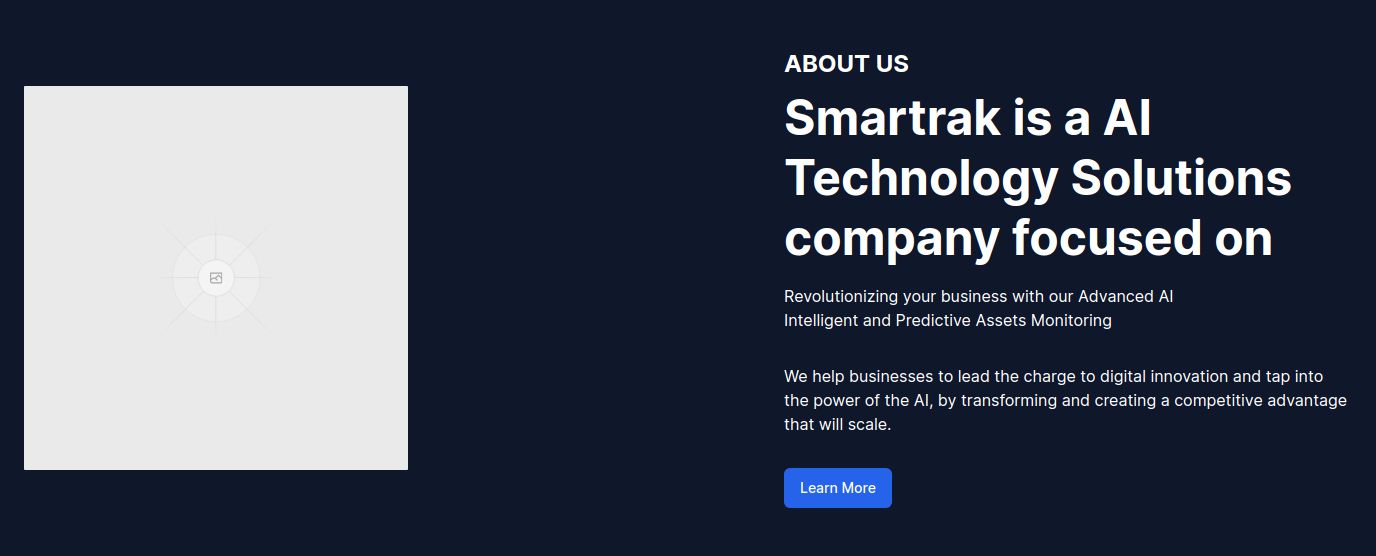 ABOUT US
Smartrak is a AI
Technology Solutions
company focused on
Revolutionizing your business with our Advanced AI
Intelligent and Predictive Assets Monitoring
We help businesses to lead the charge to digital innovation and tap into
the power of the AI, by transforming and creating a competitive advantage
that will scale.
Learn More